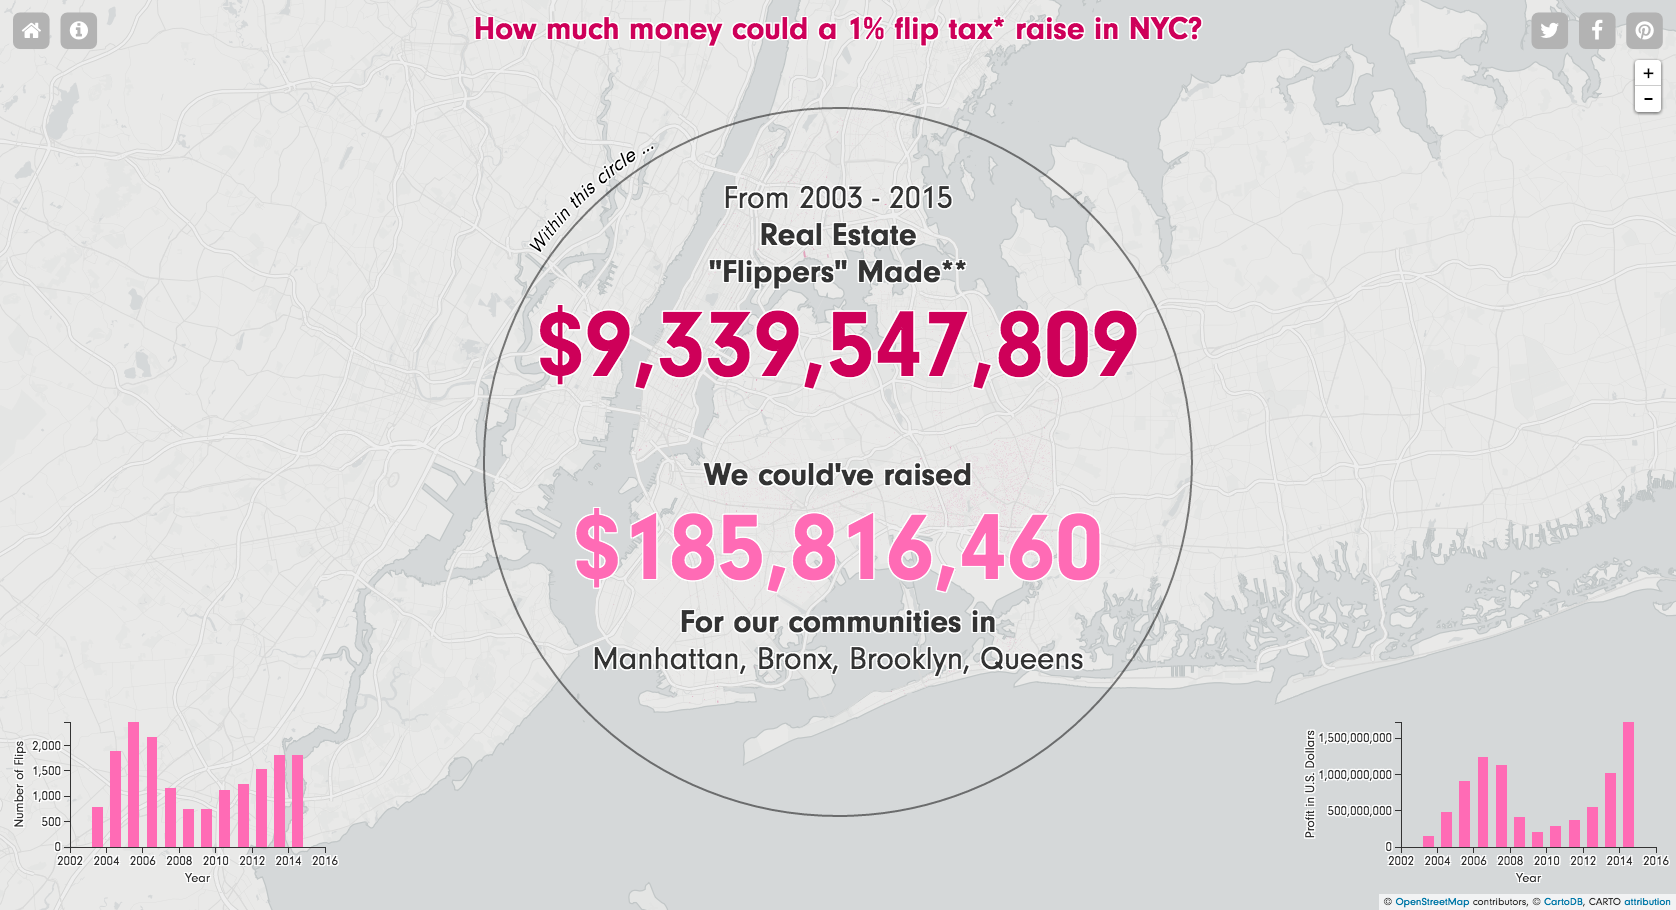 How much money could a 1% flip tax* raise in NYC?
+
-
Within this circle ...
From 2003 - 2015
Real Estate
"Flippers" Made**
$9,339,547,809
We could've raised
$185,816,460
For our communities in
Manhattan, Bronx, Brooklyn, Queens
Number of Flips
2,000
1,500
1,000
500
0
2002 2004 2006 2008 2010 2012 2014 2016
Year
Profit in U.S. Dollars
1,500,000,000
1,000,000,000
500,000,000
0
2002 2004 2006 2008 2010 2012 2014 2016
Year
© OpenStreetMap contributors, © CartoDB, CARTO attribution